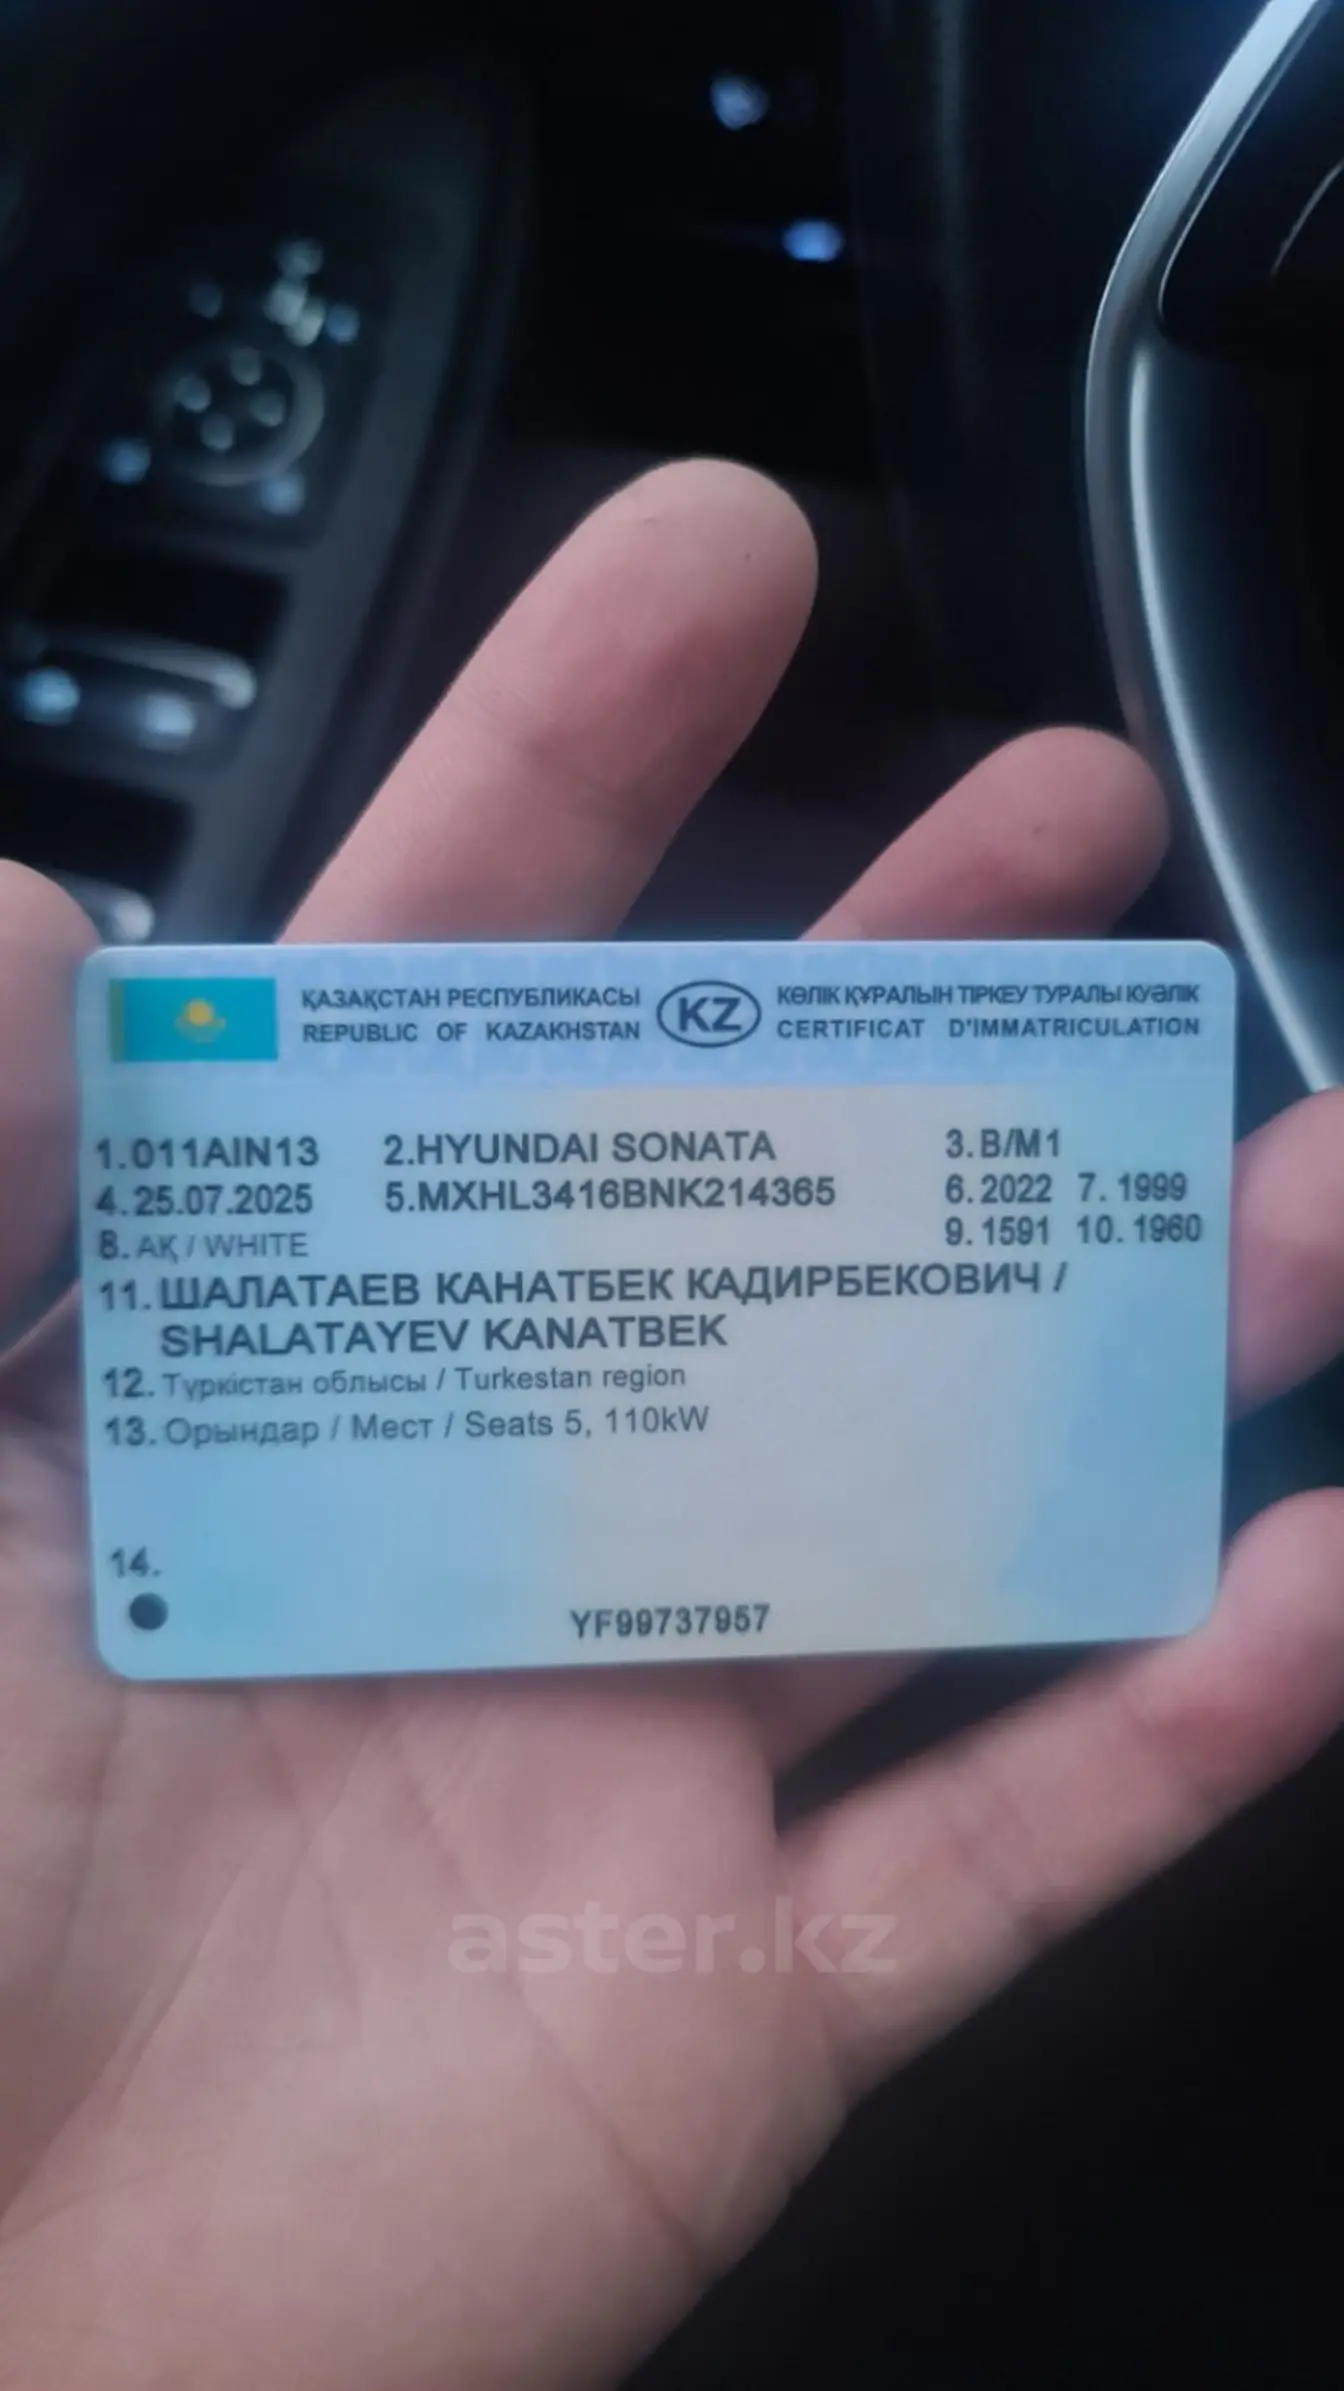 ҚАЗАҚСТАН РЕСПУБЛИКАСЫ
REPUBLIC OF KAZAKHSTAN
KZ
КӨЛІК ҚҰРАЛЫН ТІРКЕУ ТУРАЛЫ КУӘЛІК
CERTIFICAT D'IMMATRICULATION
1.011AIN13 2.HYUNDAI SONATA 3.B/M1
4.25.07.2025 5.MXHL3416BNK214365 6.2022 7.1999
8.АҚ / WHITE 9.1591 10.1960
11.ШАЛАТАЕВ КАНАТБЕК КАДИРБЕКОВИЧ /
SHALATAYEV KANATBEK
12.Түркістан облысы / Turkestan region
13.Орындар / Мест / Seats 5, 110kW
14.
YF99737957
aster.kz